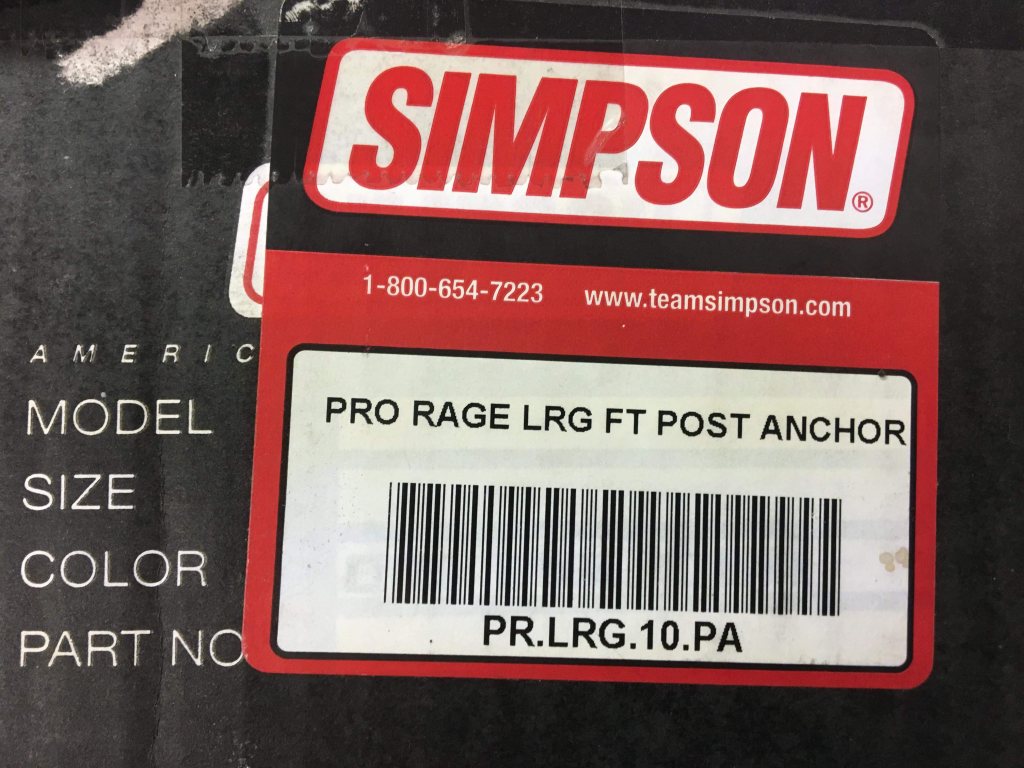 SIMPSON®
1-800-654-7223 www.teamsimpson.com
AMERIC
MODEL
SIZE
COLOR
PART NO
PRO RAGE LRG FT POST ANCHOR
PR.LRG.10.PA